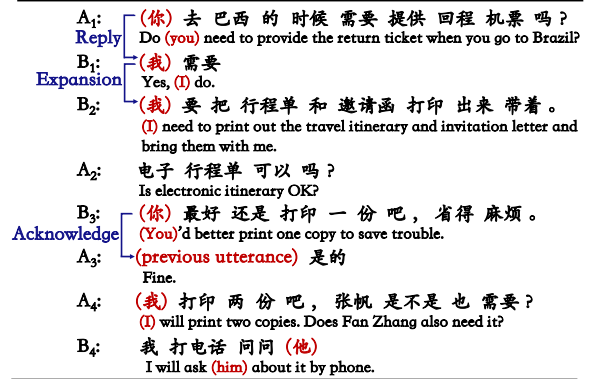 A1: (你) 去 巴西 的 时候 需要 提供 回程 机票 吗 ?
Reply
Do (you) need to provide the return ticket when you go to Brazil?
B1: (我) 需要
Expansion
Yes, (I) do.
B2: (我) 要 把 行程单 和 邀请函 打印 出来 带着 。
(I) need to print out the travel itinerary and invitation letter and
bring them with me.
A2: 电子 行程单 可以 吗 ?
Is electronic itinerary OK?
B3: (你) 最好 还是 打印 一 份 吧 , 省得 麻烦 。
Acknowledge
(You)'d better print one copy to save trouble.
A3: (previous utterance) 是的
Fine.
A4: (我) 打印 两 份 吧 , 张帆 是不是 也 需要 ?
(I) will print two copies. Does Fan Zhang also need it?
B4: 我 打电话 问问 (他)
I will ask (him) about it by phone.